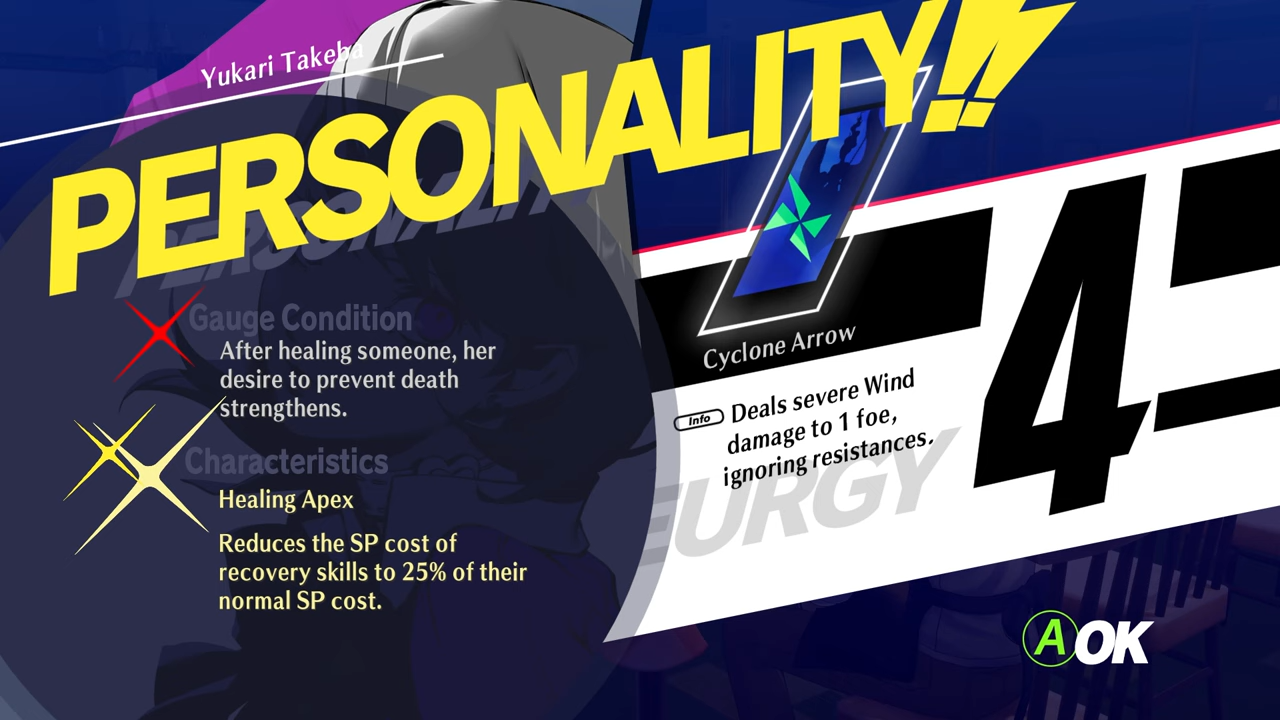 Yukari Takeba
PERSONALITY!!
Gauge Condition
After healing someone, her
desire to prevent death
strengthens.
Characteristics
Healing Apex
Reduces the SP cost of
recovery skills to 25% of their
normal SP cost.
Cyclone Arrow
Info
Deals severe Wind
damage to 1 foe,
ignoring resistances.
EURGY
4
A OK